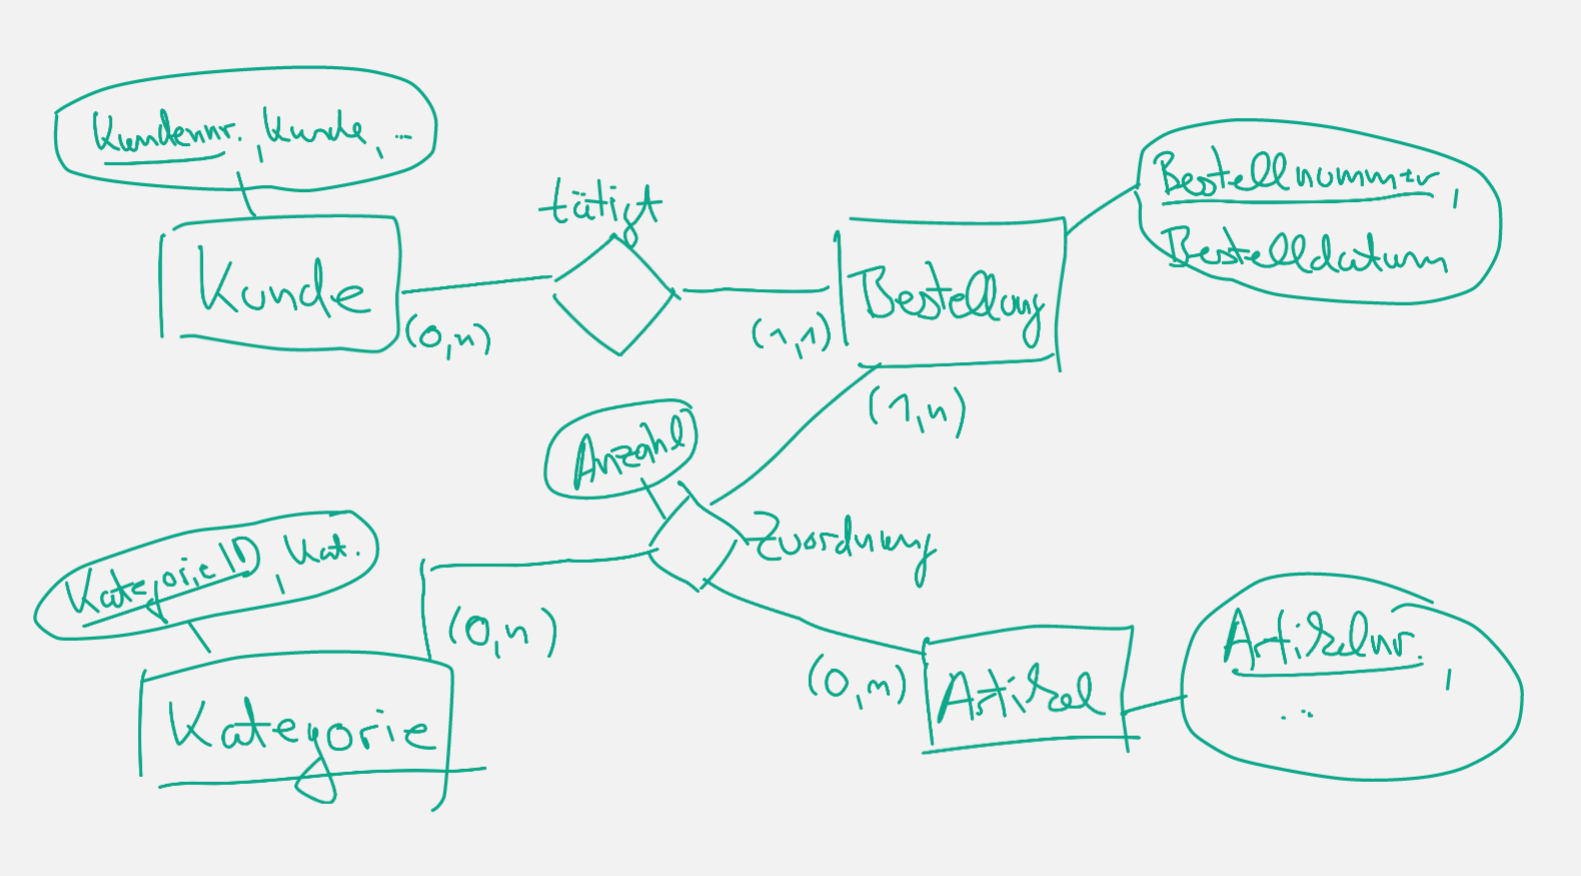 Kundennr., Kunde, ...
tätigt
Kunde
(0,n)
(1,1)
Bestellung
Bestellnummer,
Bestelldatum
(1,n)
Anzahl
Zuordnung
KategorieID, Kat.
(0,n)
Kategorie
(0,n)
Artikel
Artikelnr.,
...